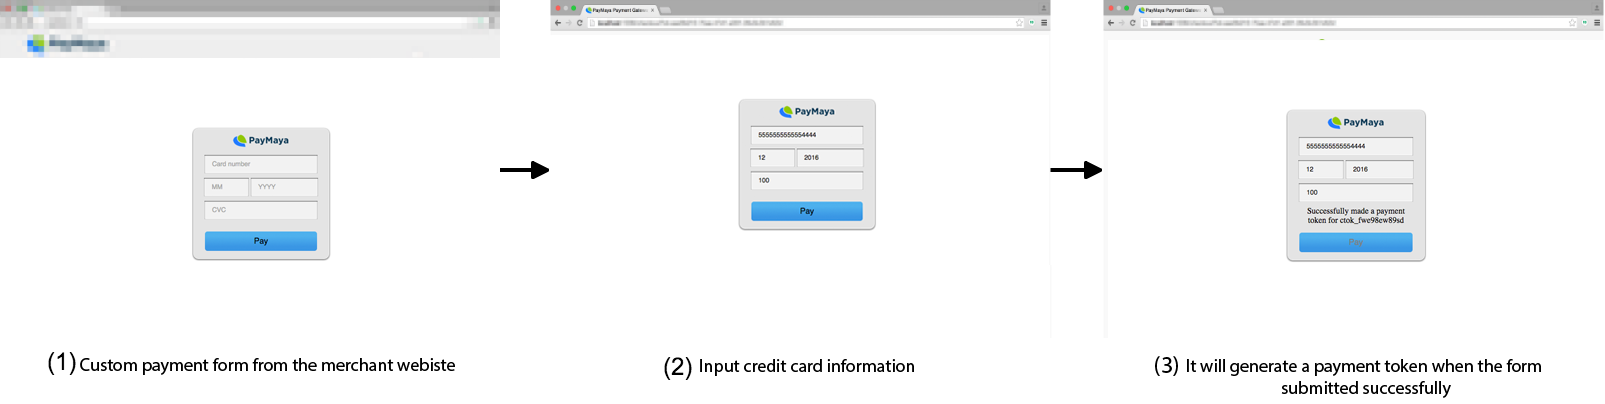 PayMaya
Card number
MM YYYY
CVC
Pay
(1) Custom payment form from the merchant webiste
PayMaya Payment Gatew
PayMaya
5555555555554444
12 2016
100
Pay
(2) Input credit card information
PayMaya Payment Gatew
PayMaya
5555555555554444
12 2016
100
Successfully made a payment
token for ctok_fwe98ew89sd
Pay
(3) It will generate a payment token when the form
submitted successfully